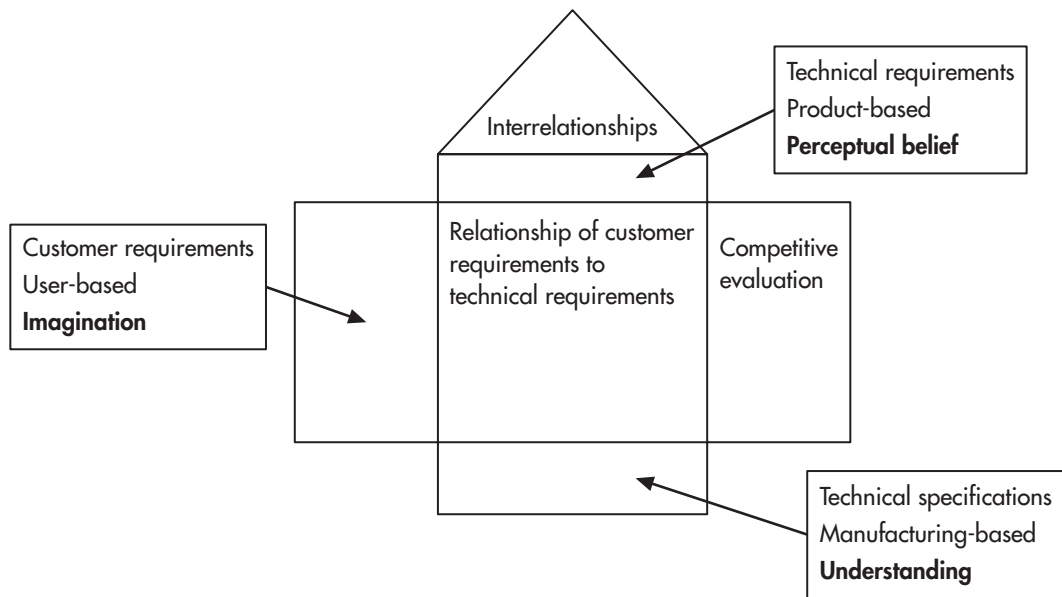 Technical requirements
Product-based
Perceptual belief
Interrelationships
Customer requirements
User-based
Imagination
Relationship of customer
requirements to
technical requirements
Competitive
evaluation
Technical specifications
Manufacturing-based
Understanding